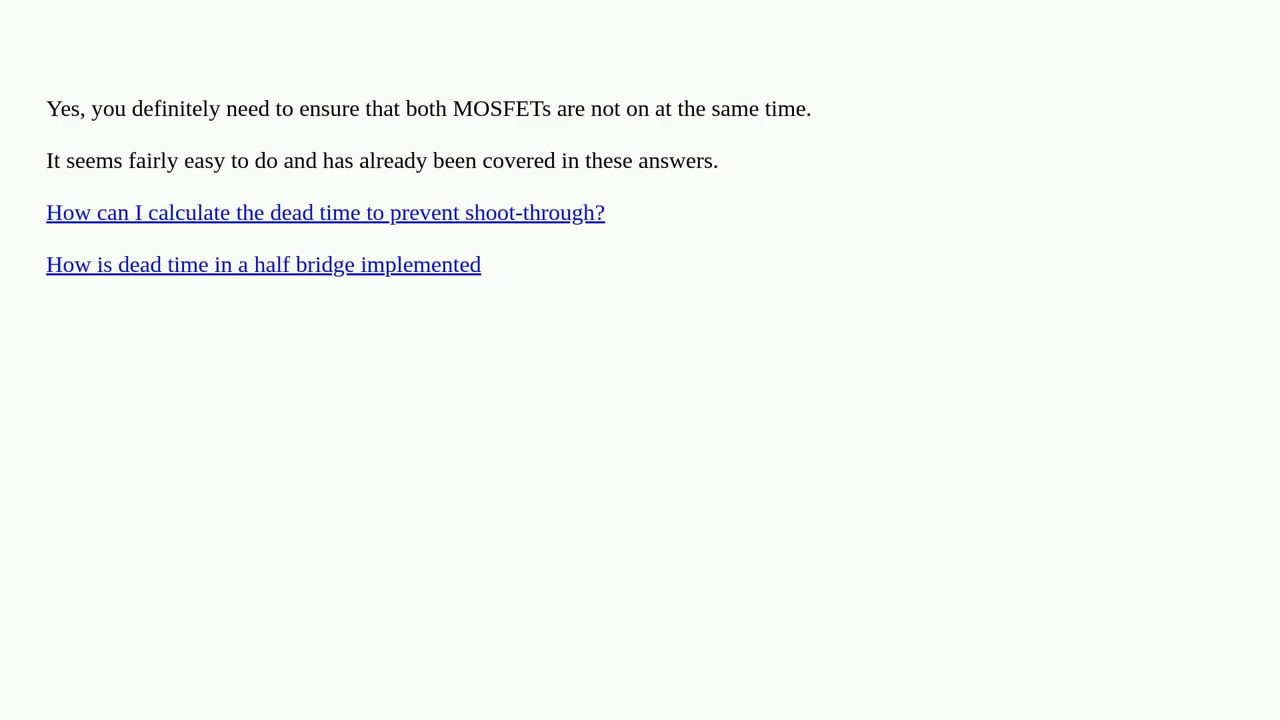 Yes, you definitely need to ensure that both MOSFETs are not on at the same time.
It seems fairly easy to do and has already been covered in these answers.
How can I calculate the dead time to prevent shoot-through?
How is dead time in a half bridge implemented